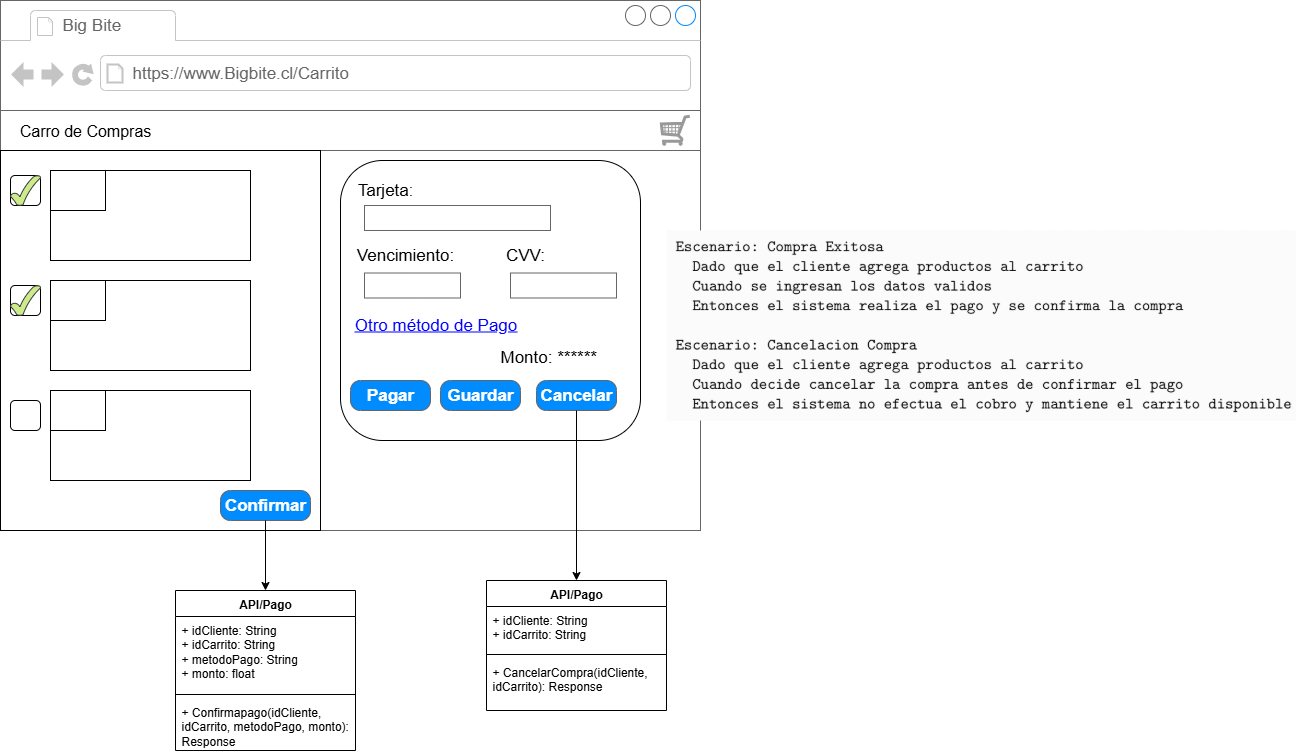 Big Bite
https://www.Bigbite.cl/Carrito
Carro de Compras
Tarjeta:
Vencimiento:
CVV:
Otro método de Pago
Monto: ******
Pagar
Guardar
Cancelar
Confirmar
Escenario: Compra Exitosa
Dado que el cliente agrega productos al carrito
Cuando se ingresan los datos validos
Entonces el sistema realiza el pago y se confirma la compra
Escenario: Cancelacion Compra
Dado que el cliente agrega productos al carrito
Cuando decide cancelar la compra antes de confirmar el pago
Entonces el sistema no efectua el cobro y mantiene el carrito disponible
API/Pago
+ idCliente: String
+ idCarrito: String
+ metodoPago: String
+ monto: float
+ Confirmapago(idCliente,
idCarrito, metodoPago, monto):
Response
API/Pago
+ idCliente: String
+ idCarrito: String
+ CancelarCompra(idCliente,
idCarrito): Response